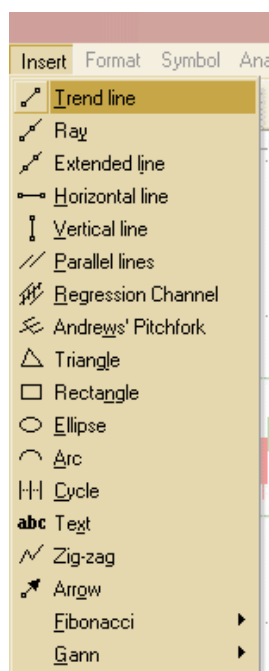 Insert Format Symbol
Trend line
Ray
Extended line
Horizontal line
Vertical line
Parallel lines
Regression Channel
Andrews' Pitchfork
Triangle
Rectangle
Ellipse
Arc
Cycle
abc Text
Zig-zag
Arrow
Fibonacci
Gann